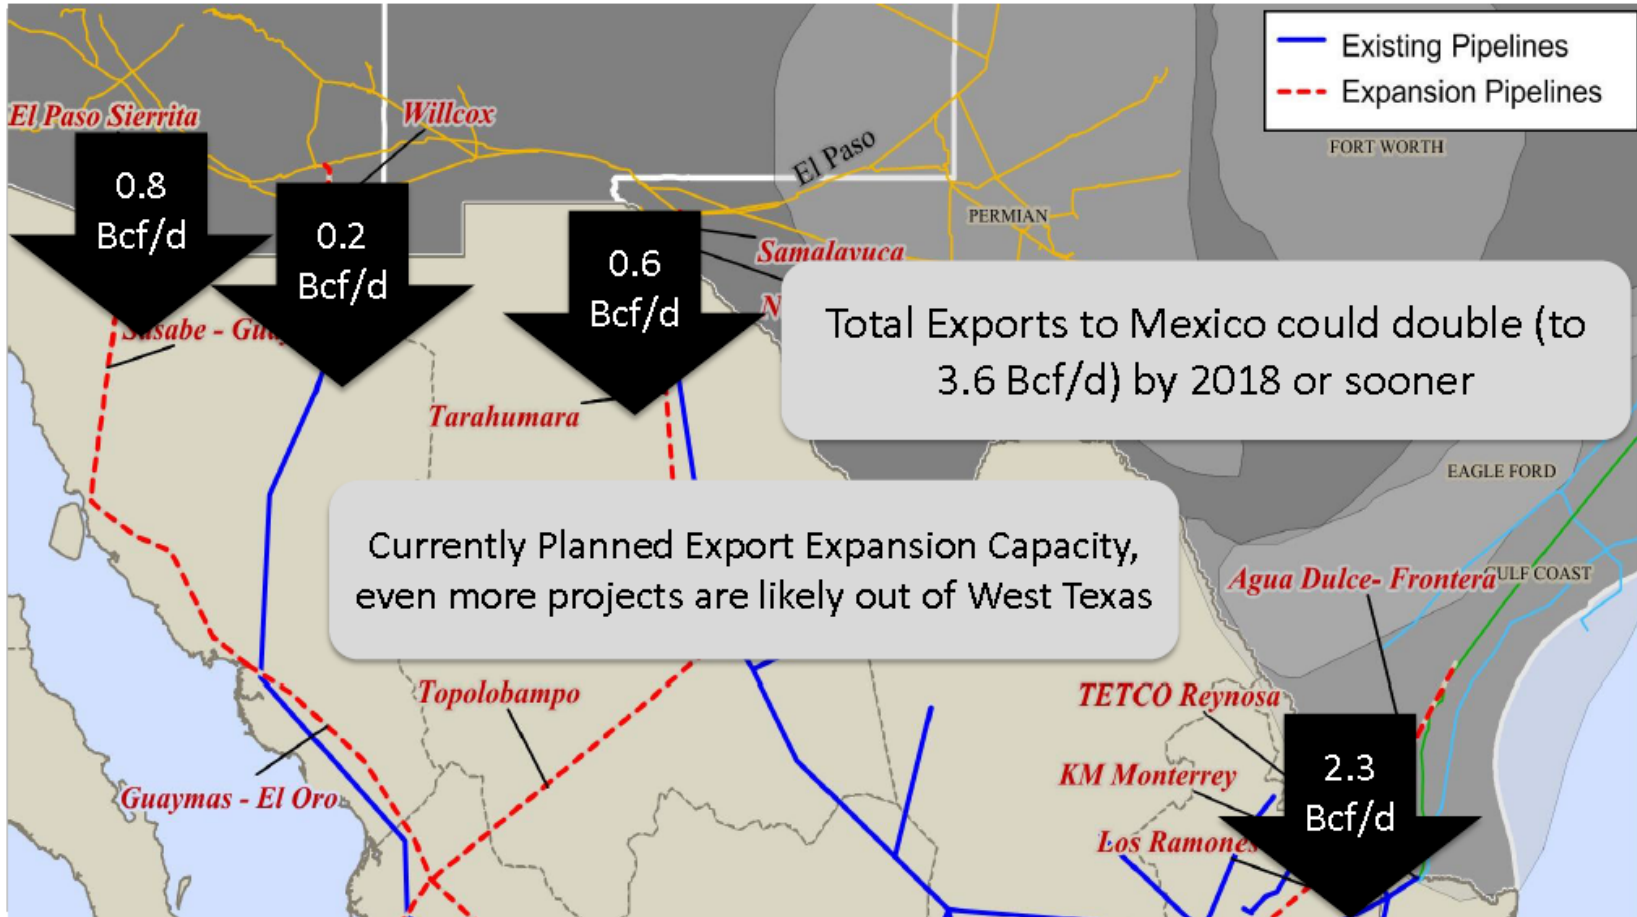 Existing Pipelines
Expansion Pipelines
El Paso Sierrita
Willcox
El Paso
FORT WORTH
PERMIAN
0.8
Bcf/d
0.2
Bcf/d
0.6
Bcf/d
Samalayuca
Total Exports to Mexico could double (to
3.6 Bcf/d) by 2018 or sooner
Sasabe -
Tarahumara
EAGLE FORD
Currently Planned Export Expansion Capacity,
even more projects are likely out of West Texas
Agua Dulce- Frontera
GULF COAST
Topolobampo
TETCO Reynosa
KM Monterrey
Guaymas - El Oro
Los Ramones
2.3
Bcf/d